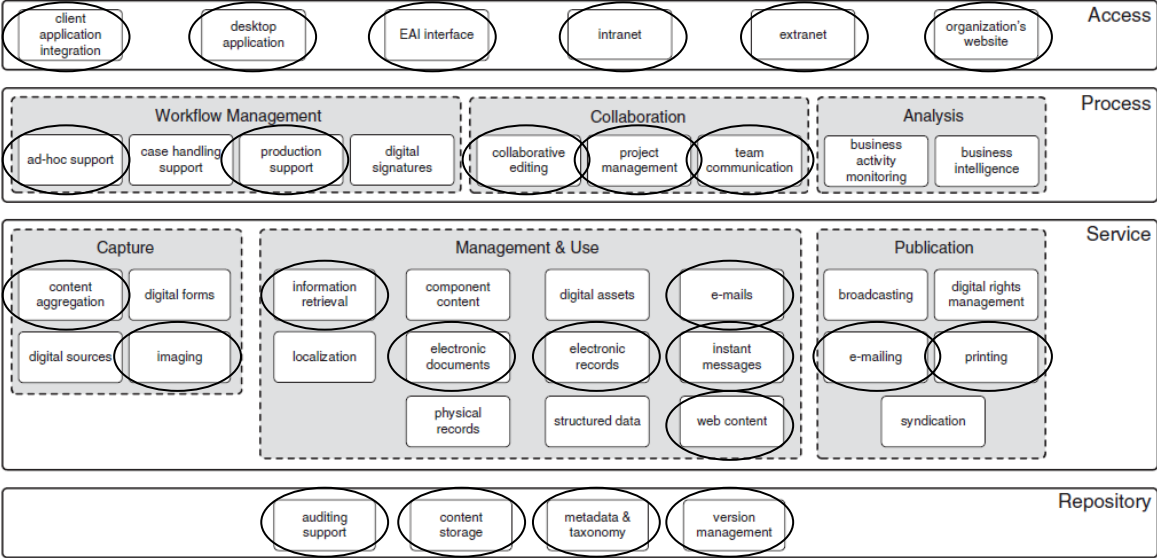 Access
client
application
integration
desktop
application
EAI interface
intranet
extranet
organization's
website
Process
Workflow Management
ad-hoc support
case handling
support
production
support
digital
signatures
Collaboration
collaborative
editing
project
management
team
communication
Analysis
business
activity
monitoring
business
intelligence
Service
Capture
content
aggregation
digital forms
digital sources
imaging
Management & Use
information
retrieval
component
content
digital assets
e-mails
localization
electronic
documents
electronic
records
instant
messages
physical
records
structured data
web content
Publication
broadcasting
digital rights
management
e-mailing
printing
syndication
Repository
auditing
support
content
storage
metadata &
taxonomy
version
management